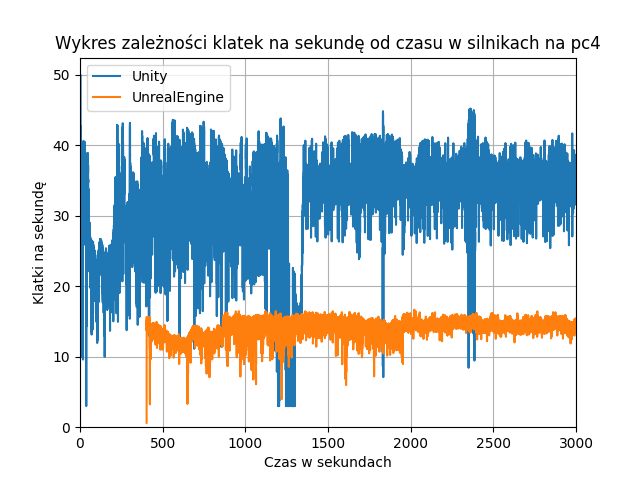 Wykres zależności klatek na sekundę od czasu w silnikach na pc4
Unity
UnrealEngine
Klatki na sekundę
50
40
30
20
10
0
0 500 1000 1500 2000 2500 3000
Czas w sekundach